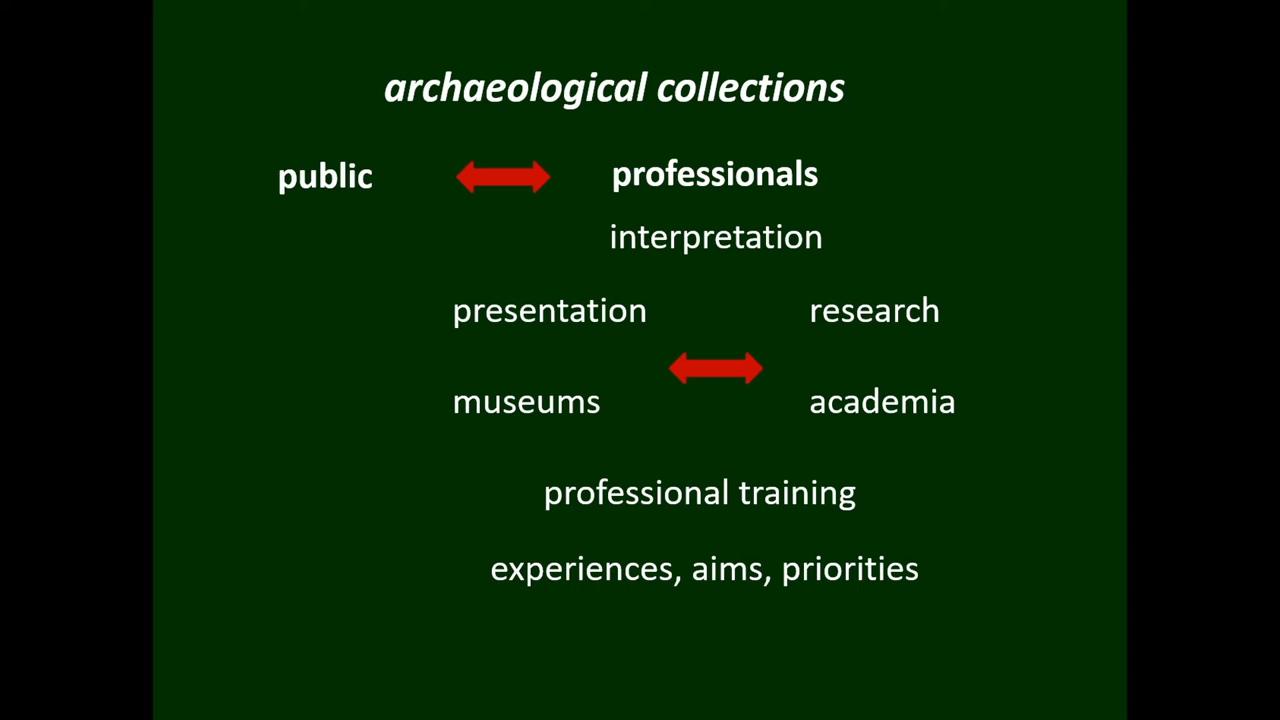 archaeological collections
public professionals
interpretation
presentation research
museums academia
professional training
experiences, aims, priorities